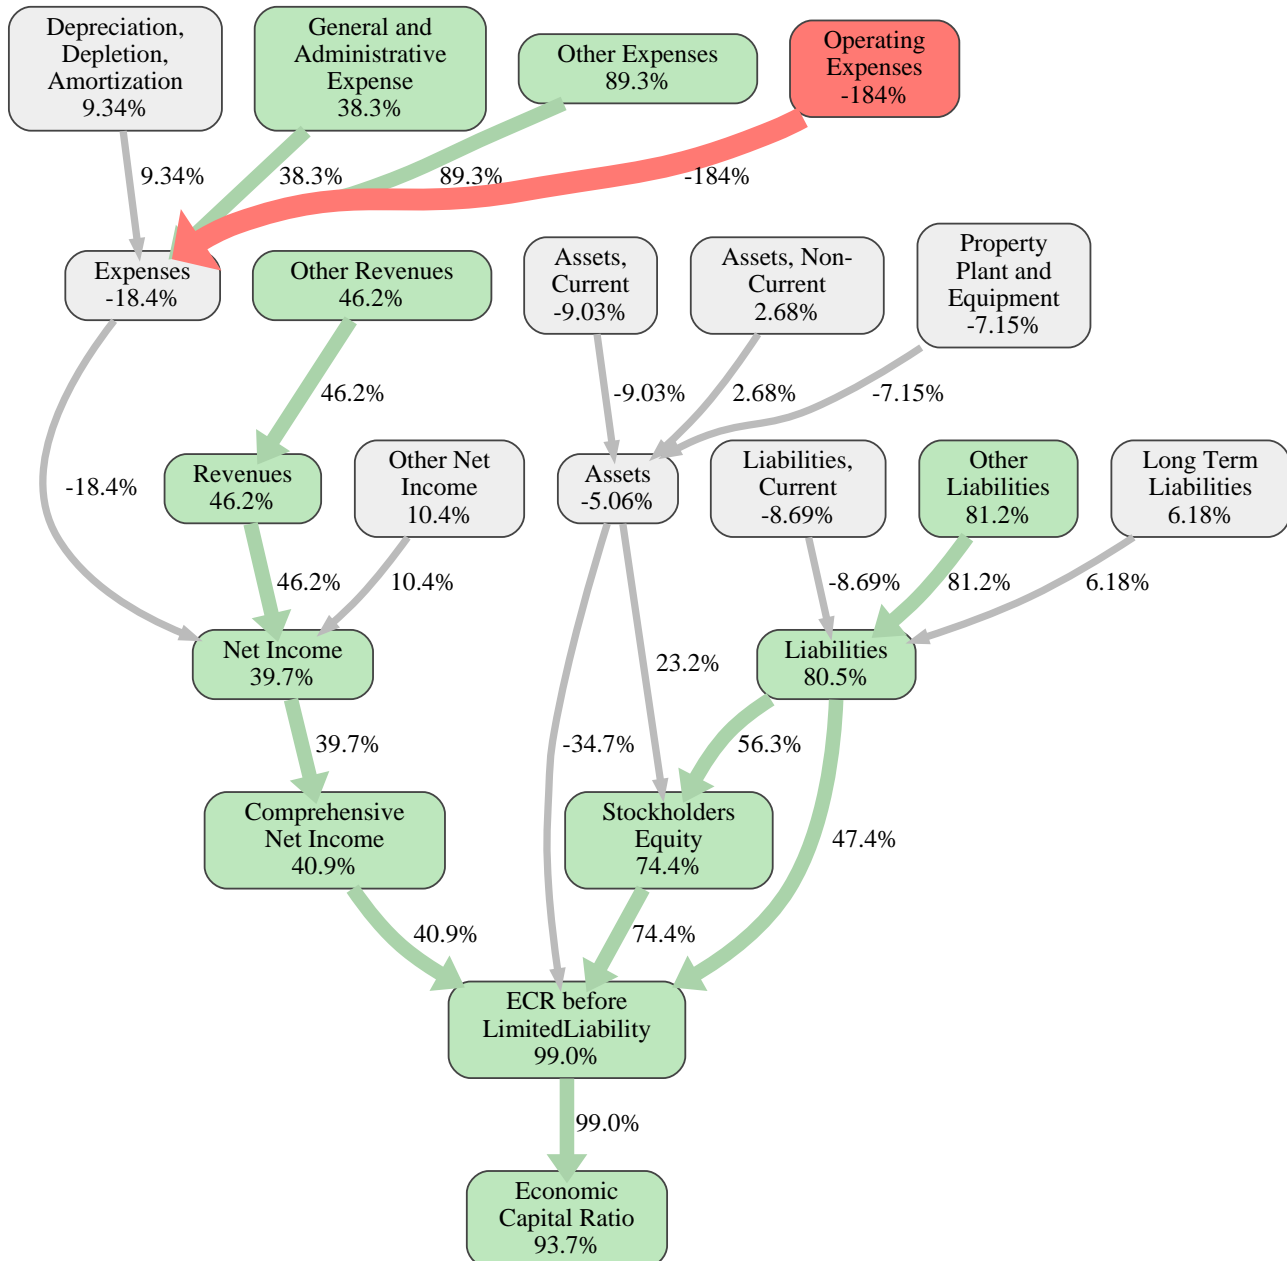 Depreciation,
Depletion,
Amortization
9.34%
General and
Administrative
Expense
38.3%
Other Expenses
89.3%
Operating
Expenses
-184%
9.34%
38.3%
89.3%
-184%
Expenses
-18.4%
Other Revenues
46.2%
Assets,
Current
-9.03%
Assets, Non-
Current
2.68%
Property
Plant and
Equipment
-7.15%
46.2%
-9.03%
2.68%
-7.15%
-18.4%
Revenues
46.2%
Other Net
Income
10.4%
Assets
-5.06%
Liabilities,
Current
-8.69%
Other
Liabilities
81.2%
Long Term
Liabilities
6.18%
46.2%
10.4%
-8.69%
81.2%
6.18%
Net Income
39.7%
23.2%
Liabilities
80.5%
39.7%
-34.7%
56.3%
Comprehensive
Net Income
40.9%
Stockholders
Equity
74.4%
47.4%
40.9%
74.4%
ECR before
LimitedLiability
99.0%
99.0%
Economic
Capital Ratio
93.7%